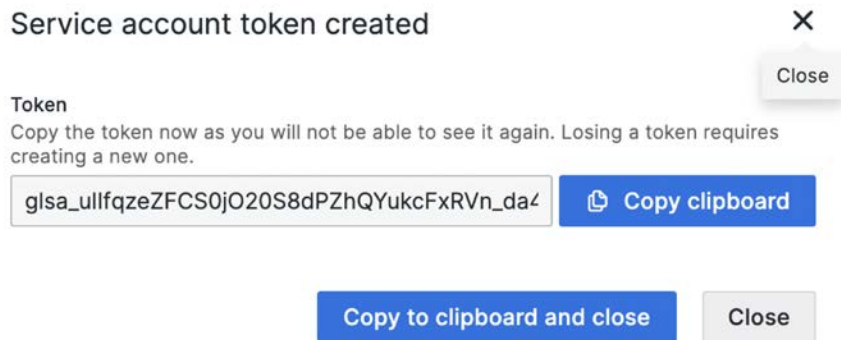 Service account token created
Close
Token
Copy the token now as you will not be able to see it again. Losing a token requires
creating a new one.
Copy clipboard
Copy to clipboard and close
Close